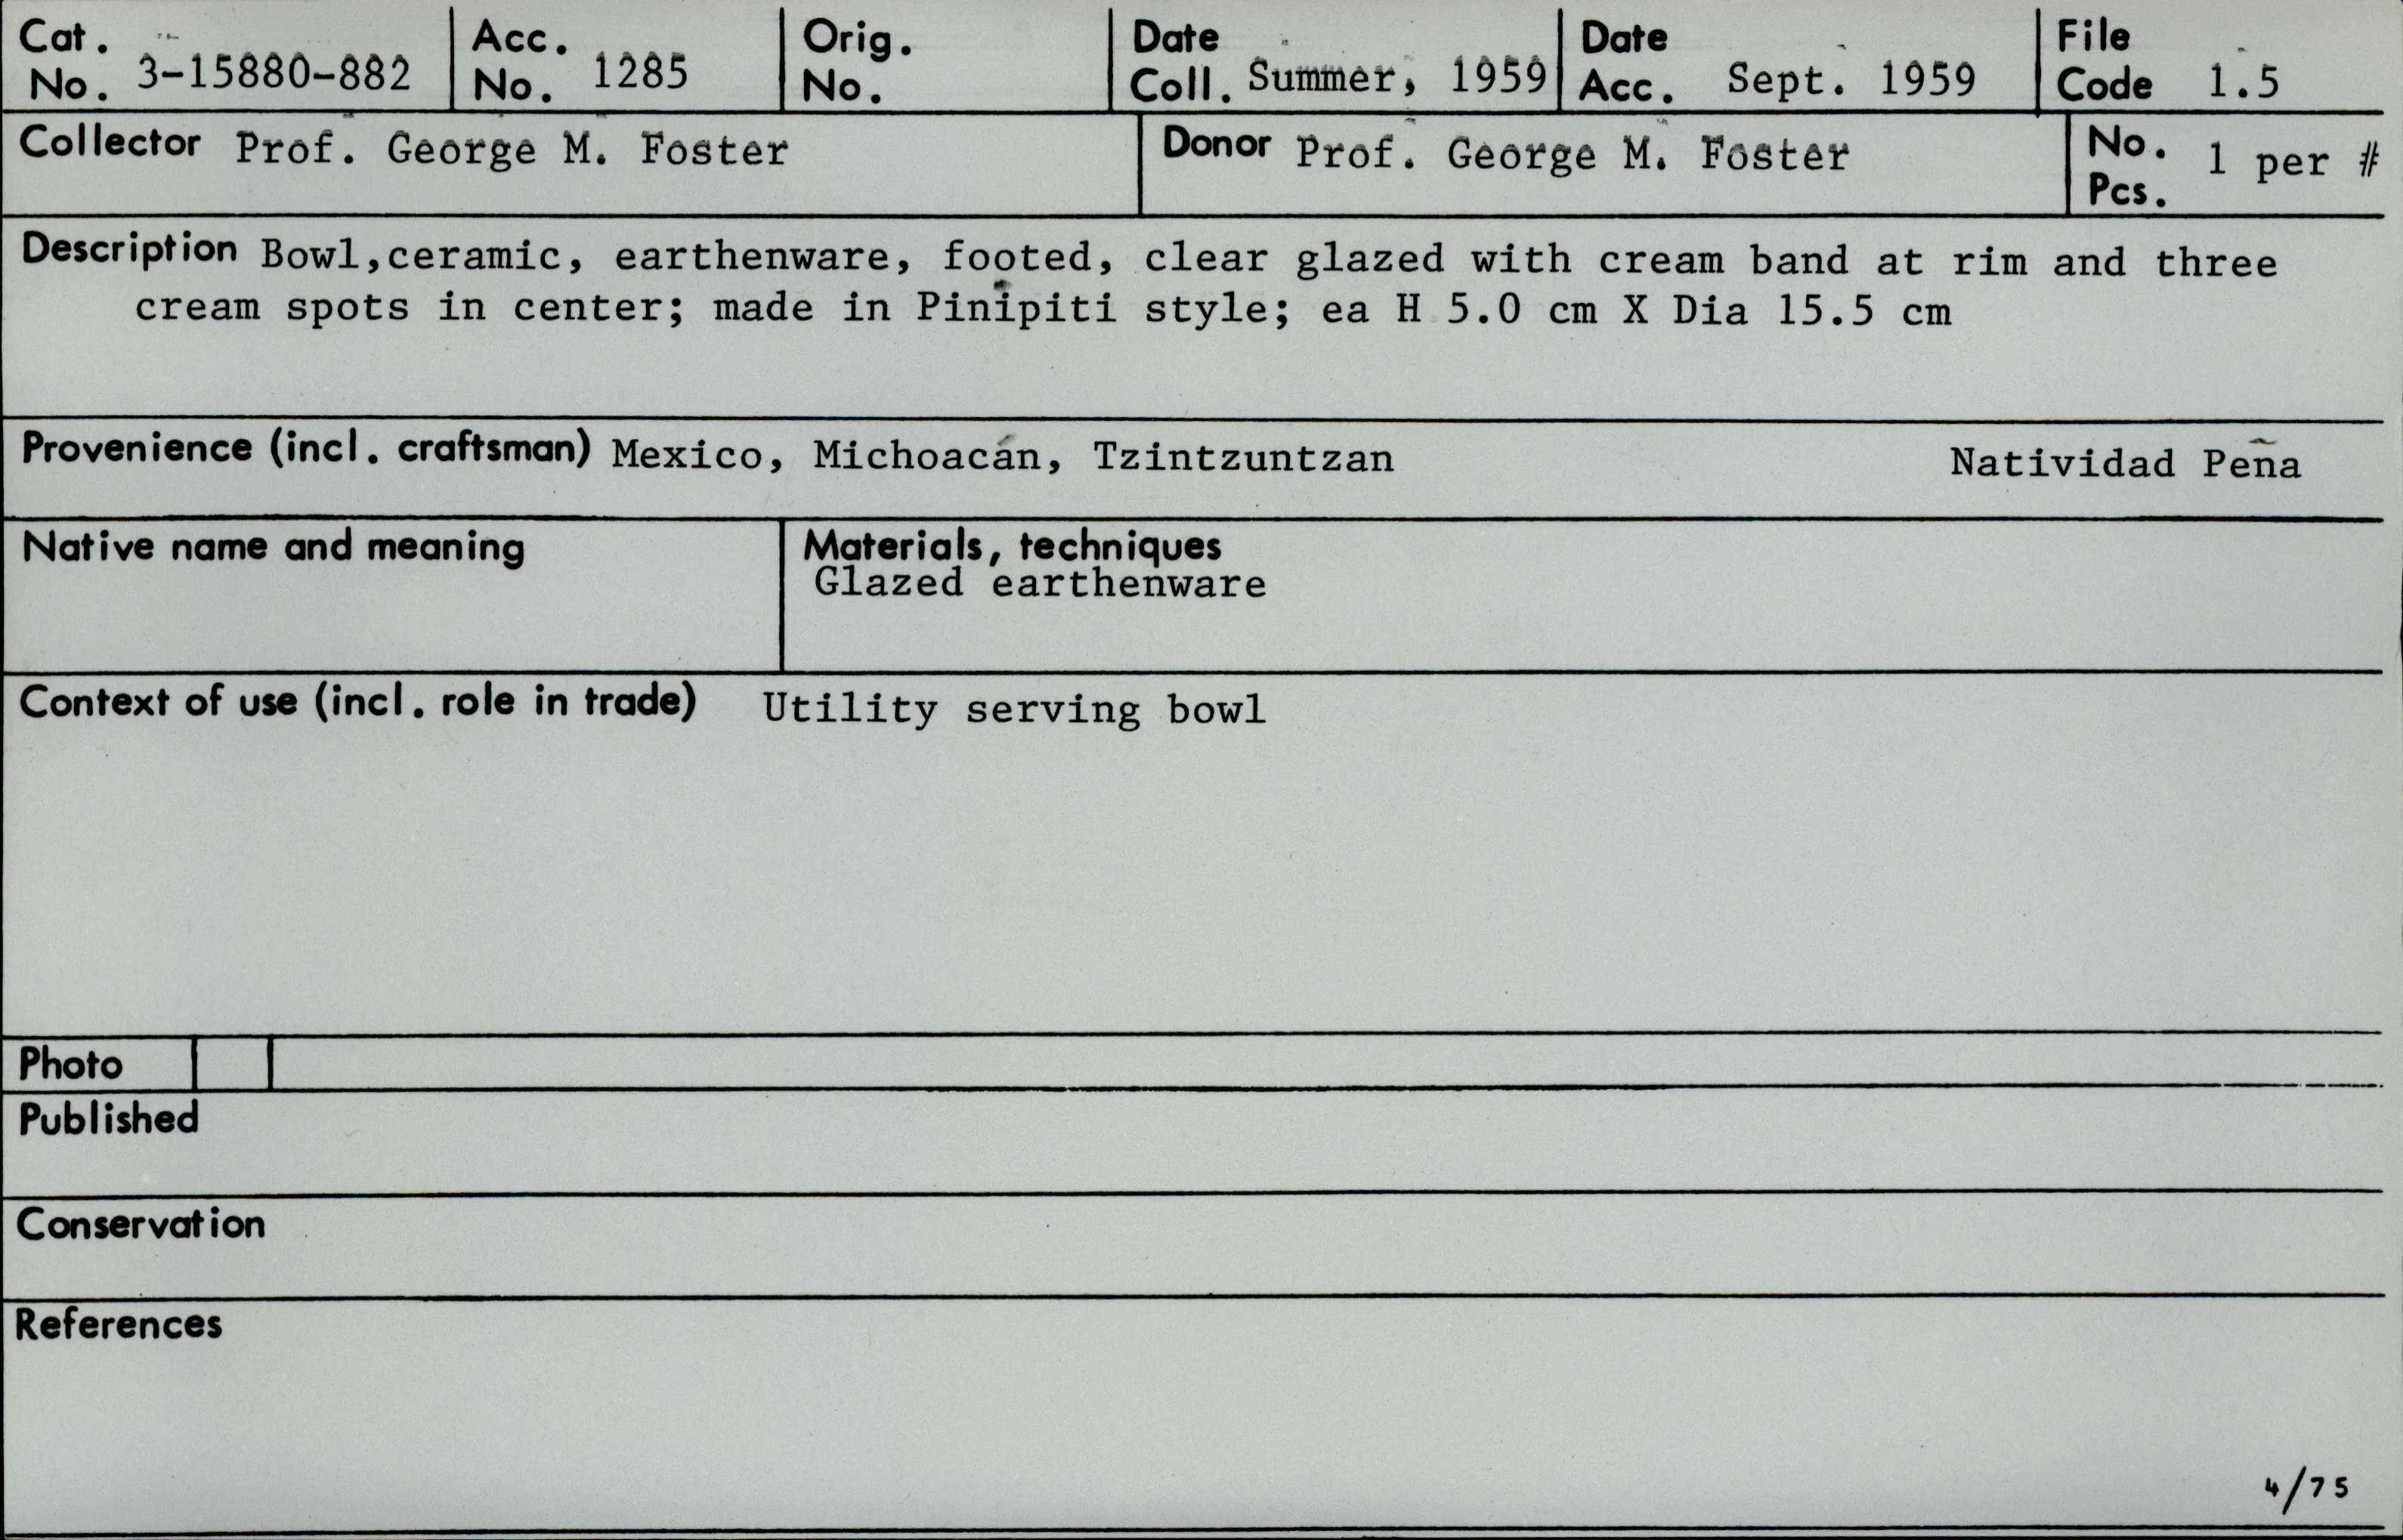 Cat. No. 3-15880-882 Acc. No. 1285 Orig. No. Date Coll. Summer, 1959 Date Acc. Sept. 1959 File Code 1.5
Collector Prof. George M. Foster Donor Prof. George M. Foster No. Pcs. 1 per #
Description Bowl,ceramic, earthenware, footed, clear glazed with cream band at rim and three
cream spots in center; made in Pinipiti style; ea H 5.0 cm X Dia 15.5 cm
Provenience (incl. craftsman) Mexico, Michoacán, Tzintzuntzan Natividad Peña
Native name and meaning Materials, techniques
Glazed earthenware
Context of use (incl. role in trade) Utility serving bowl
Photo
Published
Conservation
References
4/75